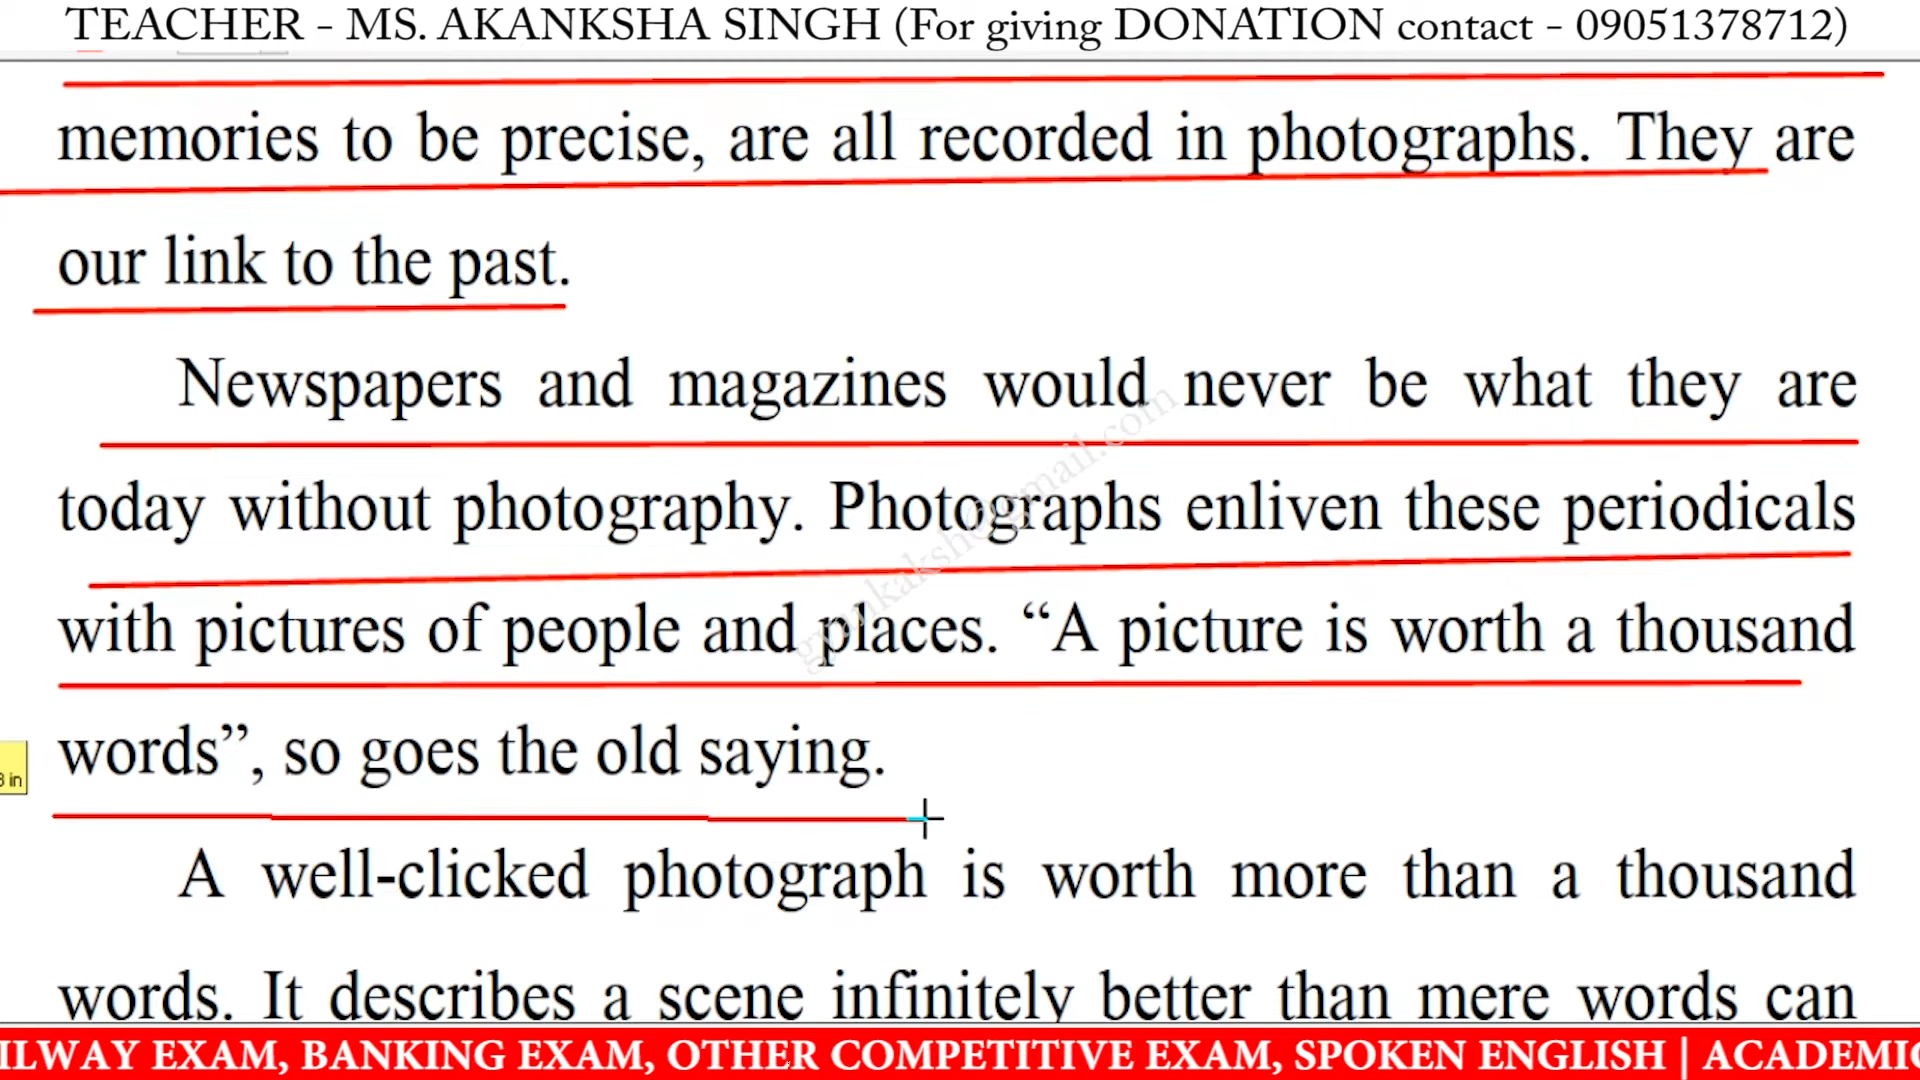 TEACHER - MS. AKANKSHA SINGH (For giving DONATION contact - 09051378712)
memories to be precise, are all recorded in photographs. They are
our link to the past.
Newspapers and magazines would never be what they are
today without photography. Photographs enliven these periodicals
with pictures of people and places. “A picture is worth a thousand
words”, so goes the old saying.
A well-clicked photograph is worth more than a thousand
words. It describes a scene infinitely better than mere words can
ILWAY EXAM, BANKING EXAM, OTHER COMPETITIVE EXAM, SPOKEN ENGLISH | ACADEMIC